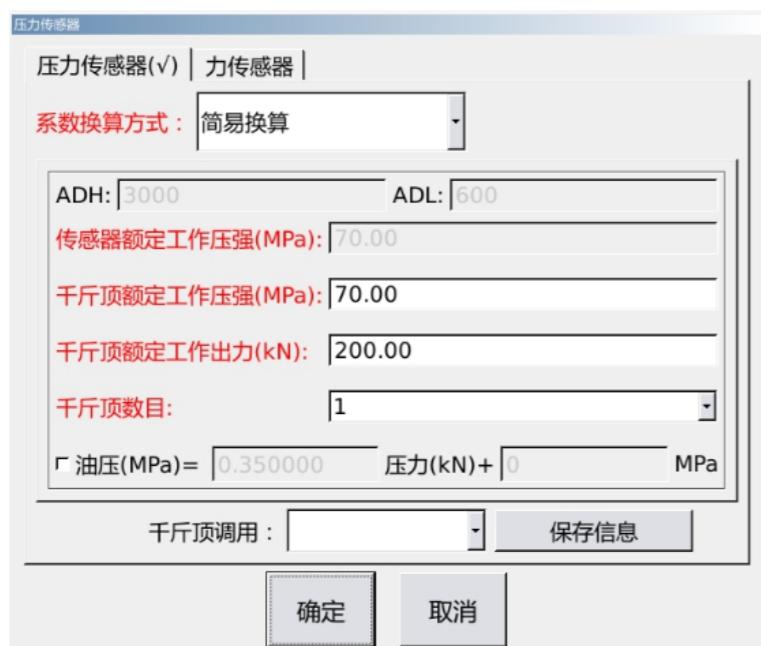 压力传感器
压力传感器(√) 力传感器
系数换算方式： 简易换算
ADH: 3000 ADL: 600
传感器额定工作压强(MPa): 70.00
千斤顶额定工作压强(MPa): 70.00
千斤顶额定工作出力(kN): 200.00
千斤顶数目: 1
油压(MPa)= 0.350000 压力(kN)+ 0 MPa
千斤顶调用： 保存信息
确定 取消